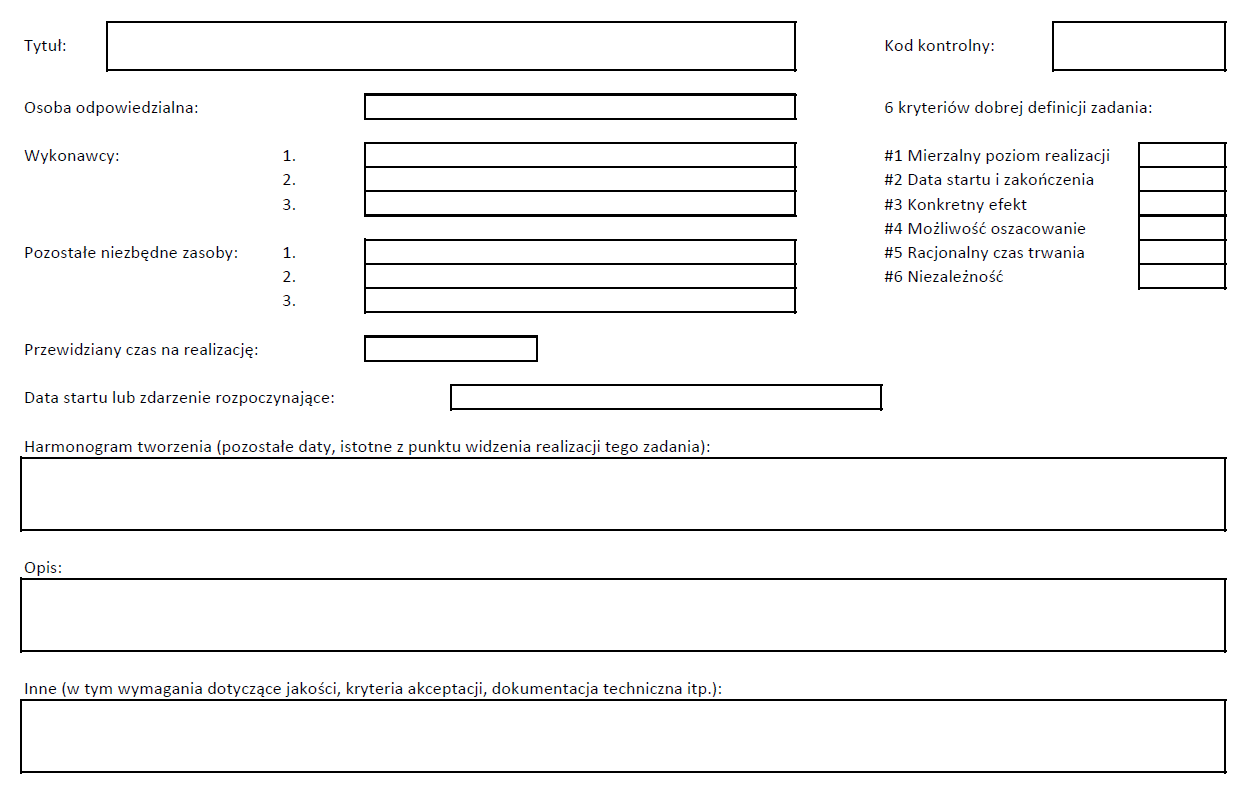 Tytuł:
Kod kontrolny:
Osoba odpowiedzialna:
6 kryteriów dobrej definicji zadania:
Wykonawcy:
1.
2.
3.
#1 Mierzalny poziom realizacji
#2 Data startu i zakończenia
#3 Konkretny efekt
#4 Możliwość oszacowanie
#5 Racjonalny czas trwania
#6 Niezależność
Pozostałe niezbędne zasoby:
1.
2.
3.
Przewidziany czas na realizację:
Data startu lub zdarzenie rozpoczynające:
Harmonogram tworzenia (pozostałe daty, istotne z punktu widzenia realizacji tego zadania):
Opis:
Inne (w tym wymagania dotyczące jakości, kryteria akceptacji, dokumentacja techniczna itp.):